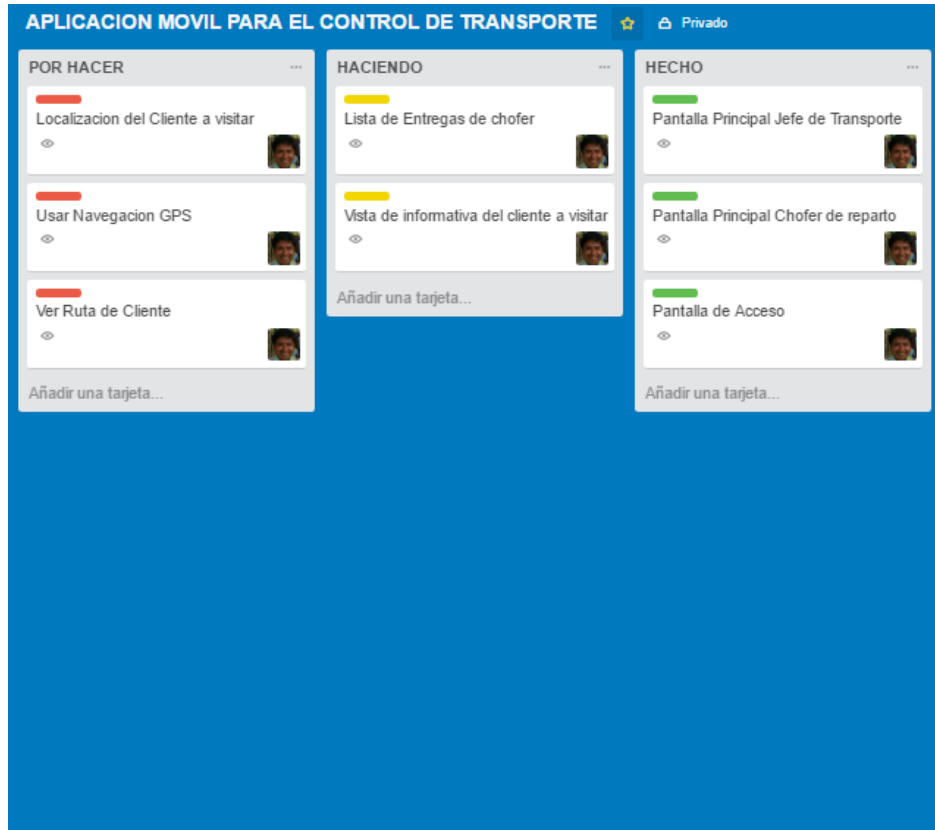 APLICACION MOVIL PARA EL CONTROL DE TRANSPORTE
Privado
POR HACER
Localizacion del Cliente a visitar
Usar Navegacion GPS
Ver Ruta de Cliente
Añadir una tarjeta...
HACIENDO
Lista de Entregas de chofer
Vista de informativa del cliente a visitar
Añadir una tarjeta...
HECHO
Pantalla Principal Jefe de Transporte
Pantalla Principal Chofer de reparto
Pantalla de Acceso
Añadir una tarjeta...